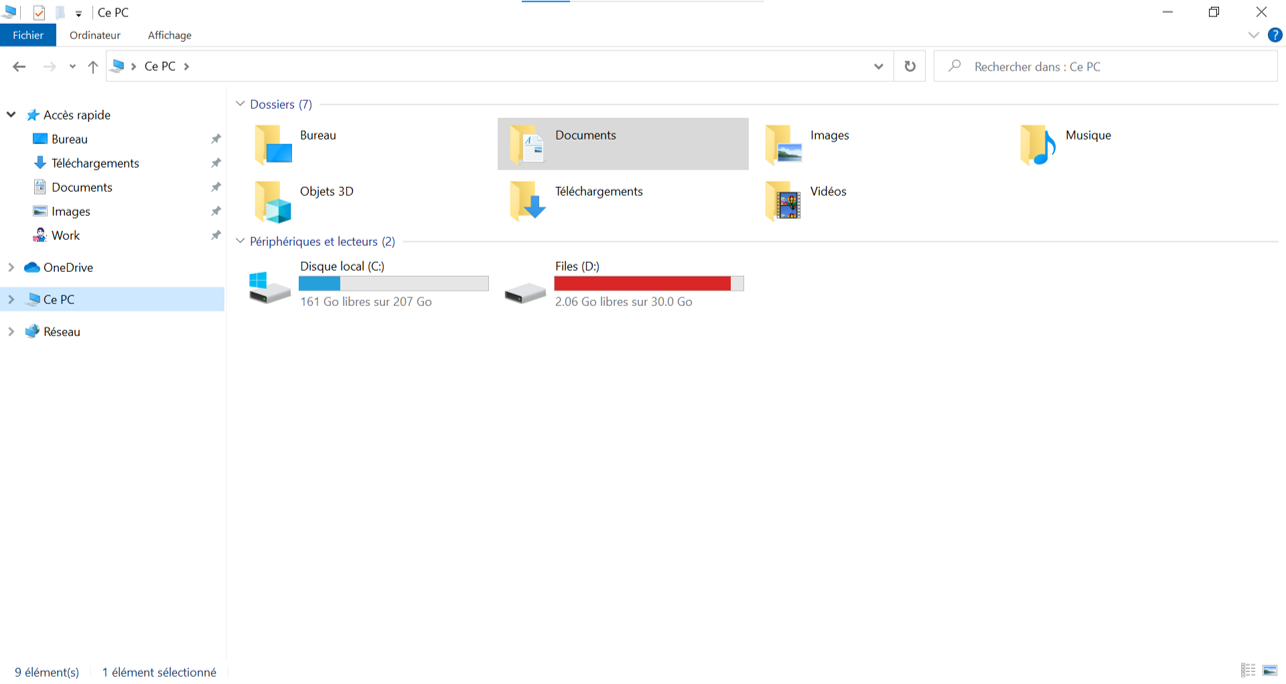 Ce PC
Fichier
Ordinateur
Affichage
?
Ce PC
Rechercher dans : Ce PC
Accès rapide
Bureau
Téléchargements
Documents
Images
Work
OneDrive
Ce PC
Réseau
Dossiers (7)
Bureau
Documents
Images
Musique
Objets 3D
Téléchargements
Vidéos
Périphériques et lecteurs (2)
Disque local (C:)
161 Go libres sur 207 Go
Files (D:)
2.06 Go libres sur 30.0 Go
9 élément(s)
1 élément sélectionné